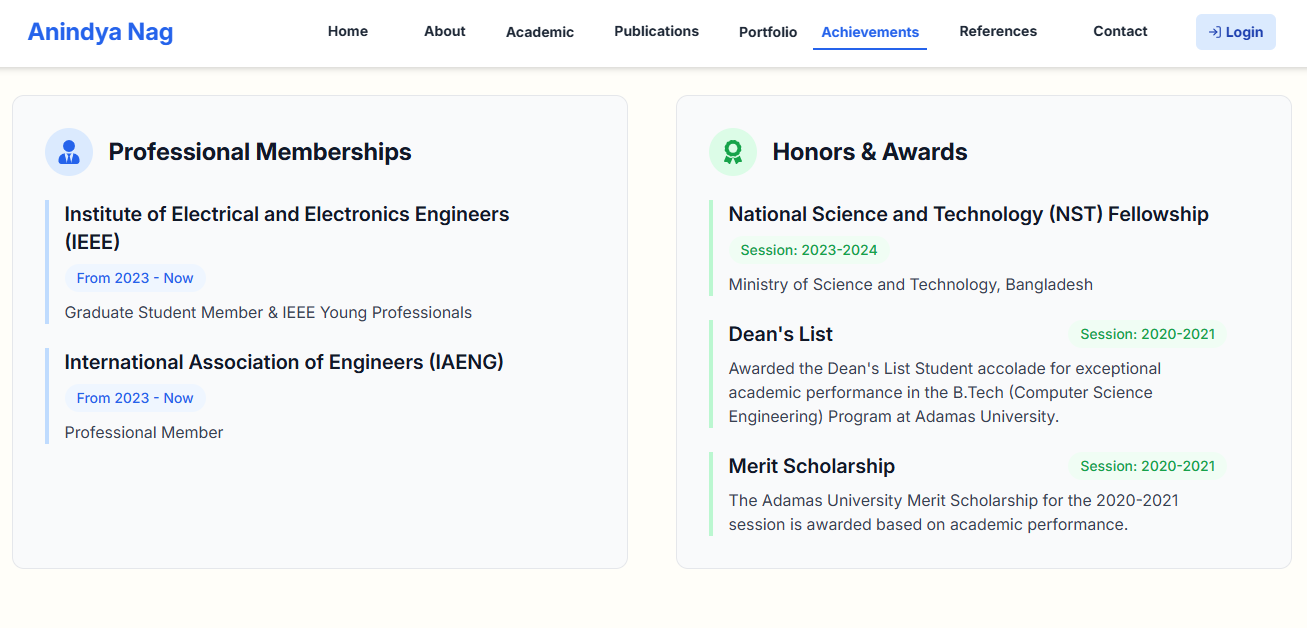 Anindya Nag
Home
About
Academic
Publications
Portfolio
Achievements
References
Contact
Login
Professional Memberships
Institute of Electrical and Electronics Engineers
(IEEE)
From 2023 - Now
Graduate Student Member & IEEE Young Professionals
International Association of Engineers (IAENG)
From 2023 - Now
Professional Member
Honors & Awards
National Science and Technology (NST) Fellowship
Session: 2023-2024
Ministry of Science and Technology, Bangladesh
Dean's List
Session: 2020-2021
Awarded the Dean's List Student accolade for exceptional
academic performance in the B.Tech (Computer Science
Engineering) Program at Adamas University.
Merit Scholarship
Session: 2020-2021
The Adamas University Merit Scholarship for the 2020-2021
session is awarded based on academic performance.